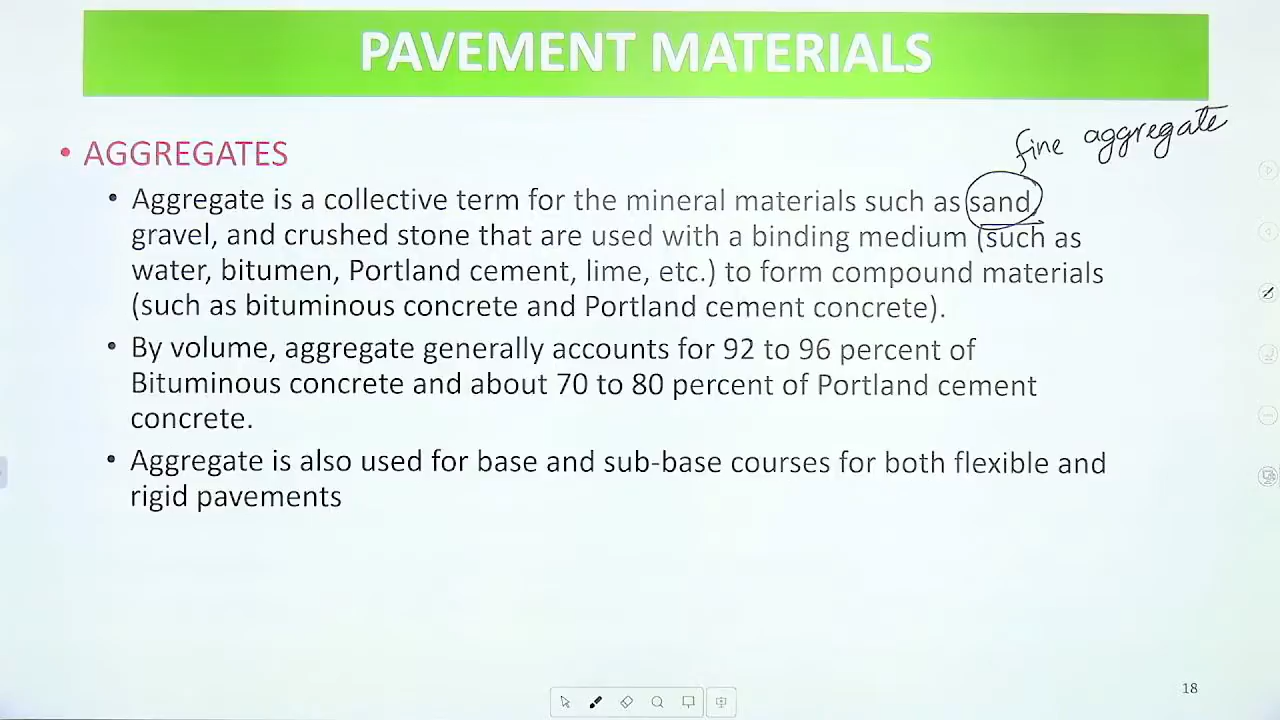 PAVEMENT MATERIALS
fine aggregate
• AGGREGATES
• Aggregate is a collective term for the mineral materials such as sand,
gravel, and crushed stone that are used with a binding medium (such as
water, bitumen, Portland cement, lime, etc.) to form compound materials
(such as bituminous concrete and Portland cement concrete).
• By volume, aggregate generally accounts for 92 to 96 percent of
Bituminous concrete and about 70 to 80 percent of Portland cement
concrete.
• Aggregate is also used for base and sub-base courses for both flexible and
rigid pavements
18